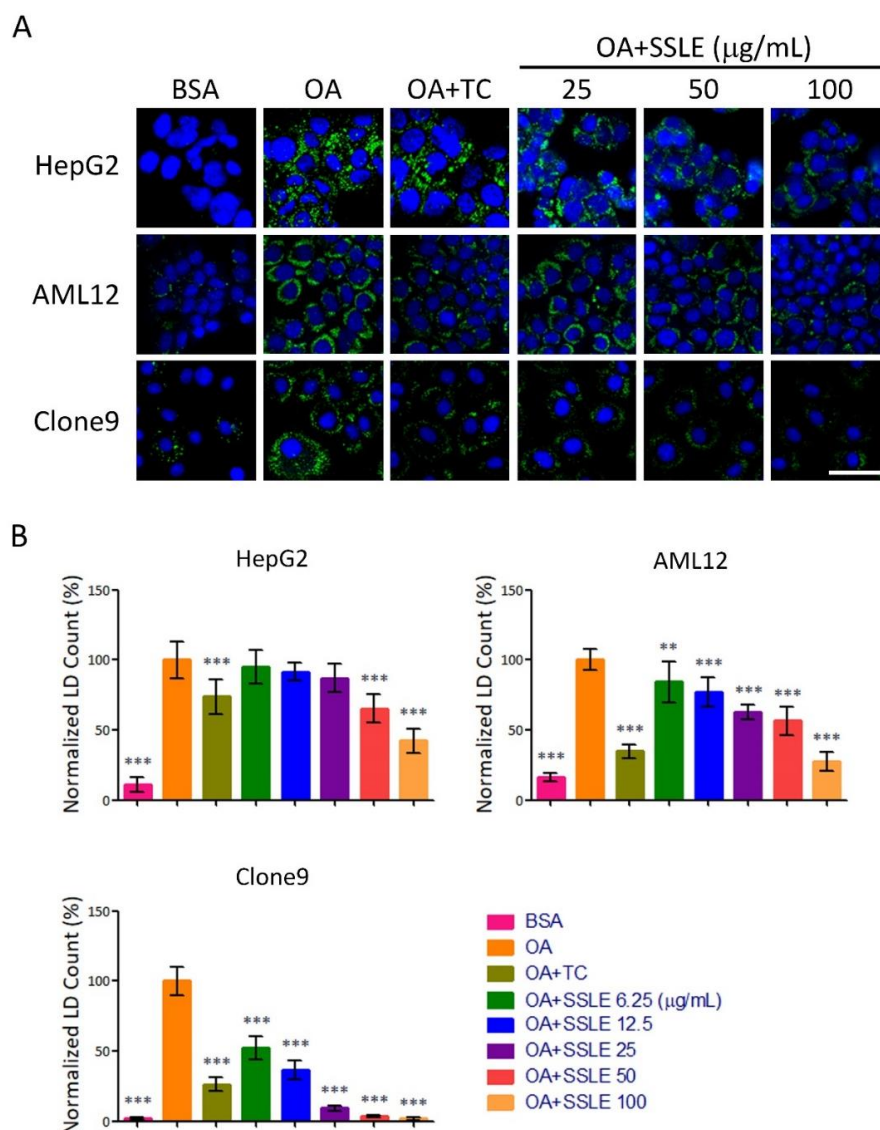 A
OA+SSLE (µg/mL)
BSA OA OA+TC 25 50 100
HepG2
AML12
Clone9
B
HepG2
Normalized LD Count (%)
150
100
50
0
*** *** *** ***
AML12
Normalized LD Count (%)
150
100
50
0
*** *** ** *** *** *** ***
Clone9
Normalized LD Count (%)
150
100
50
0
*** *** *** *** *** *** ***
BSA
OA
OA+TC
OA+SSLE 6.25 (µg/mL)
OA+SSLE 12.5
OA+SSLE 25
OA+SSLE 50
OA+SSLE 100